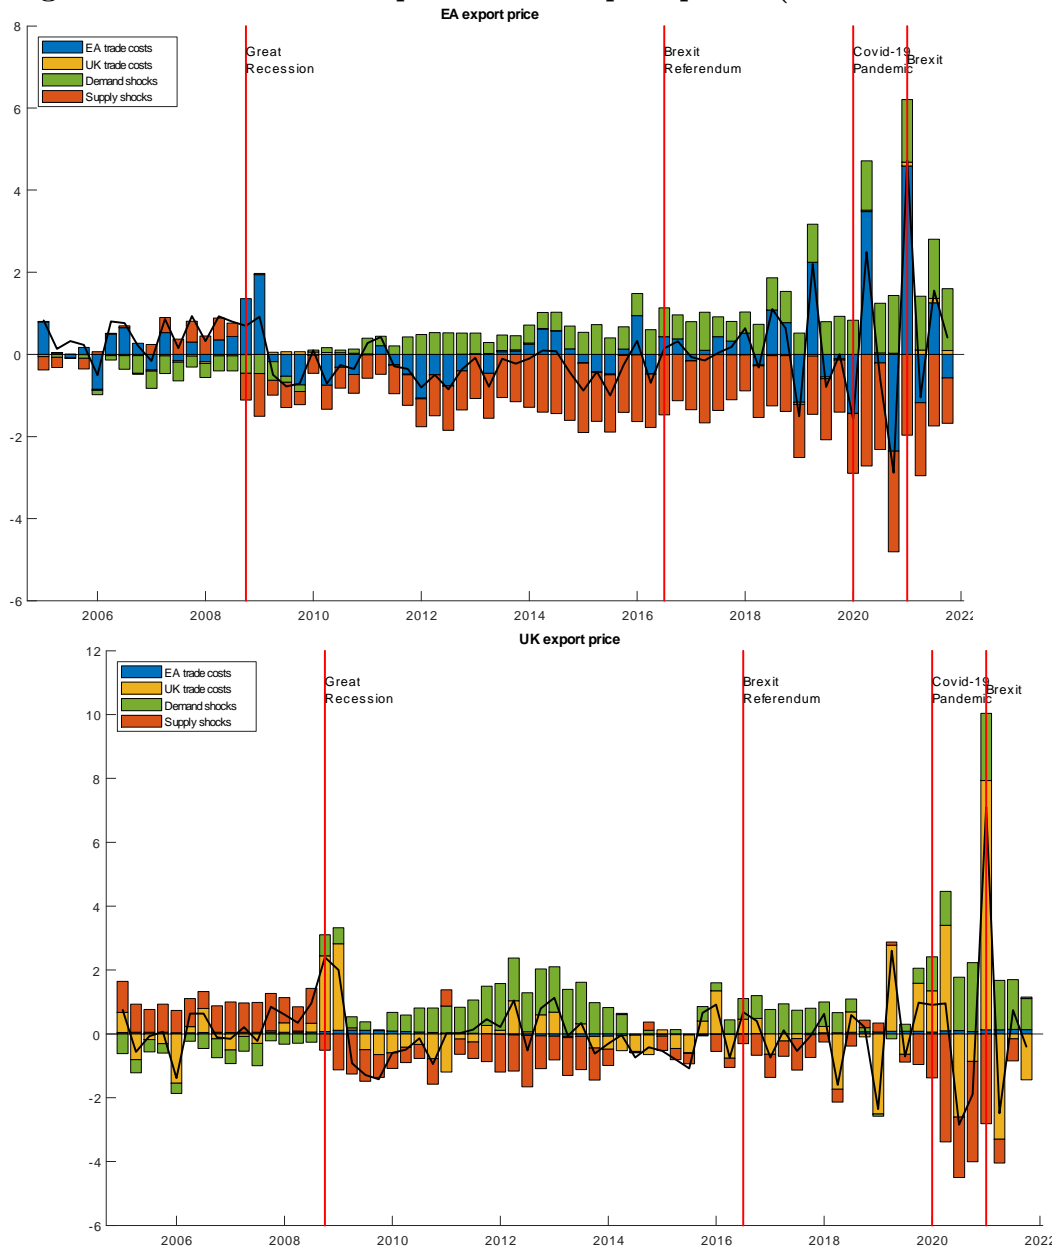 EA export price
8
6
4
2
0
-2
-4
-6
EA trade costs
UK trade costs
Demand shocks
Supply shocks
Great
Recession
Brexit
Referendum
Covid-19
Pandemic
Brexit
2006 2008 2010 2012 2014 2016 2018 2020 2022
UK export price
12
10
8
6
4
2
0
-2
-4
-6
EA trade costs
UK trade costs
Demand shocks
Supply shocks
Great
Recession
Brexit
Referendum
Covid-19
Pandemic
Brexit
2006 2008 2010 2012 2014 2016 2018 2020 2022